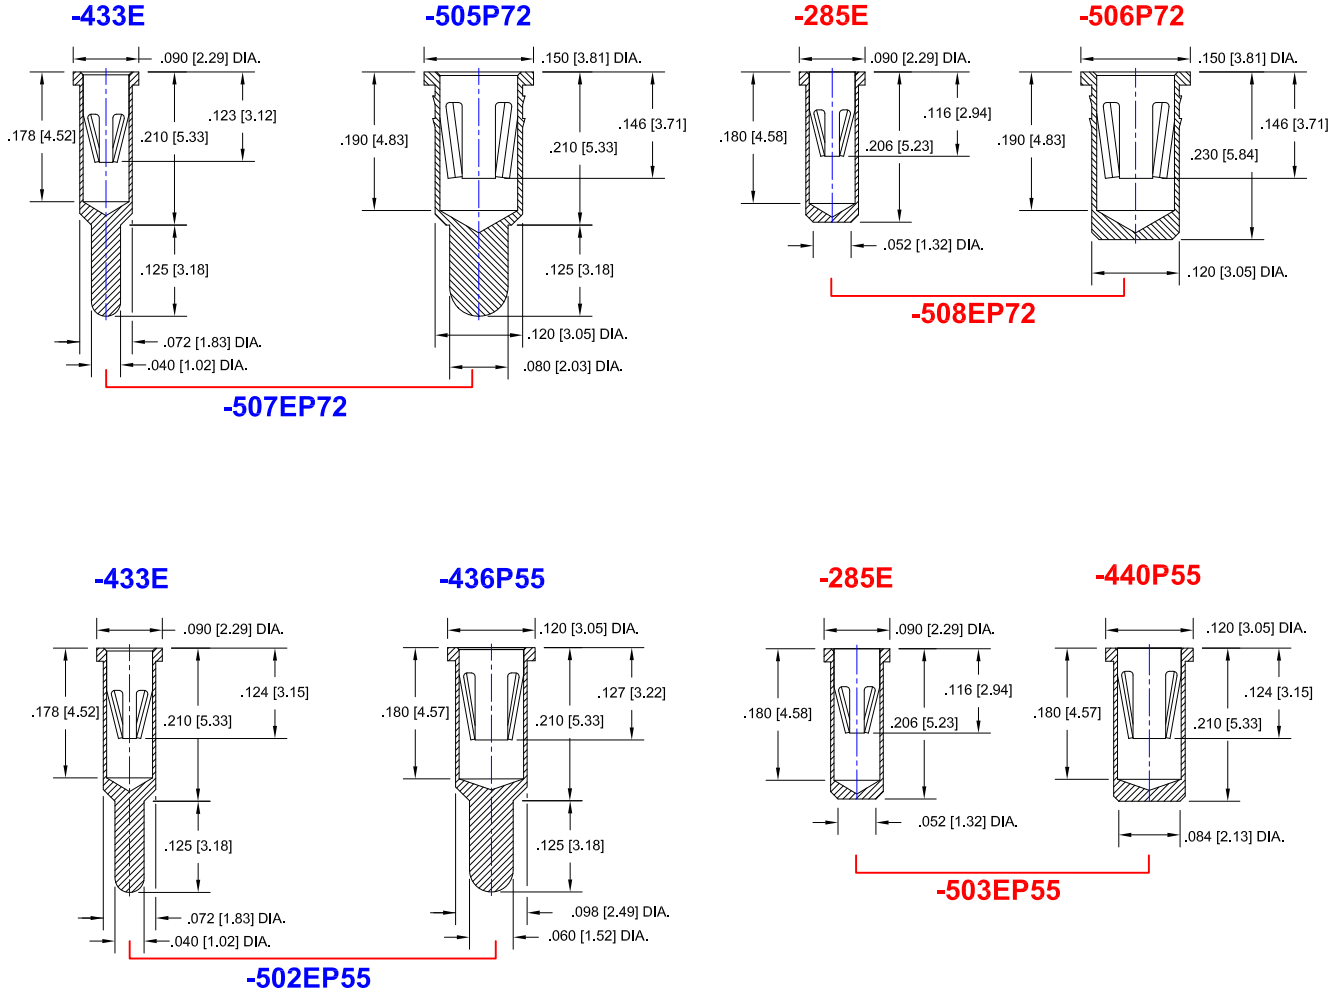 -433E
-505P72
-285E
-506P72
.090 [2.29] DIA.
.150 [3.81] DIA.
.090 [2.29] DIA.
.150 [3.81] DIA.
.123 [3.12]
.178 [4.52]
.210 [5.33]
.146 [3.71]
.190 [4.83]
.210 [5.33]
.116 [2.94]
.180 [4.58]
.206 [5.23]
.146 [3.71]
.190 [4.83]
.230 [5.84]
.125 [3.18]
.125 [3.18]
.052 [1.32] DIA.
.120 [3.05] DIA.
.072 [1.83] DIA.
.040 [1.02] DIA.
.120 [3.05] DIA.
.080 [2.03] DIA.
-508EP72
-507EP72
-433E
-436P55
-285E
-440P55
.090 [2.29] DIA.
.120 [3.05] DIA.
.090 [2.29] DIA.
.120 [3.05] DIA.
.124 [3.15]
.178 [4.52]
.210 [5.33]
.127 [3.22]
.180 [4.57]
.210 [5.33]
.116 [2.94]
.180 [4.58]
.206 [5.23]
.124 [3.15]
.180 [4.57]
.210 [5.33]
.125 [3.18]
.125 [3.18]
.052 [1.32] DIA.
.084 [2.13] DIA.
.072 [1.83] DIA.
.040 [1.02] DIA.
.098 [2.49] DIA.
.060 [1.52] DIA.
-503EP55
-502EP55